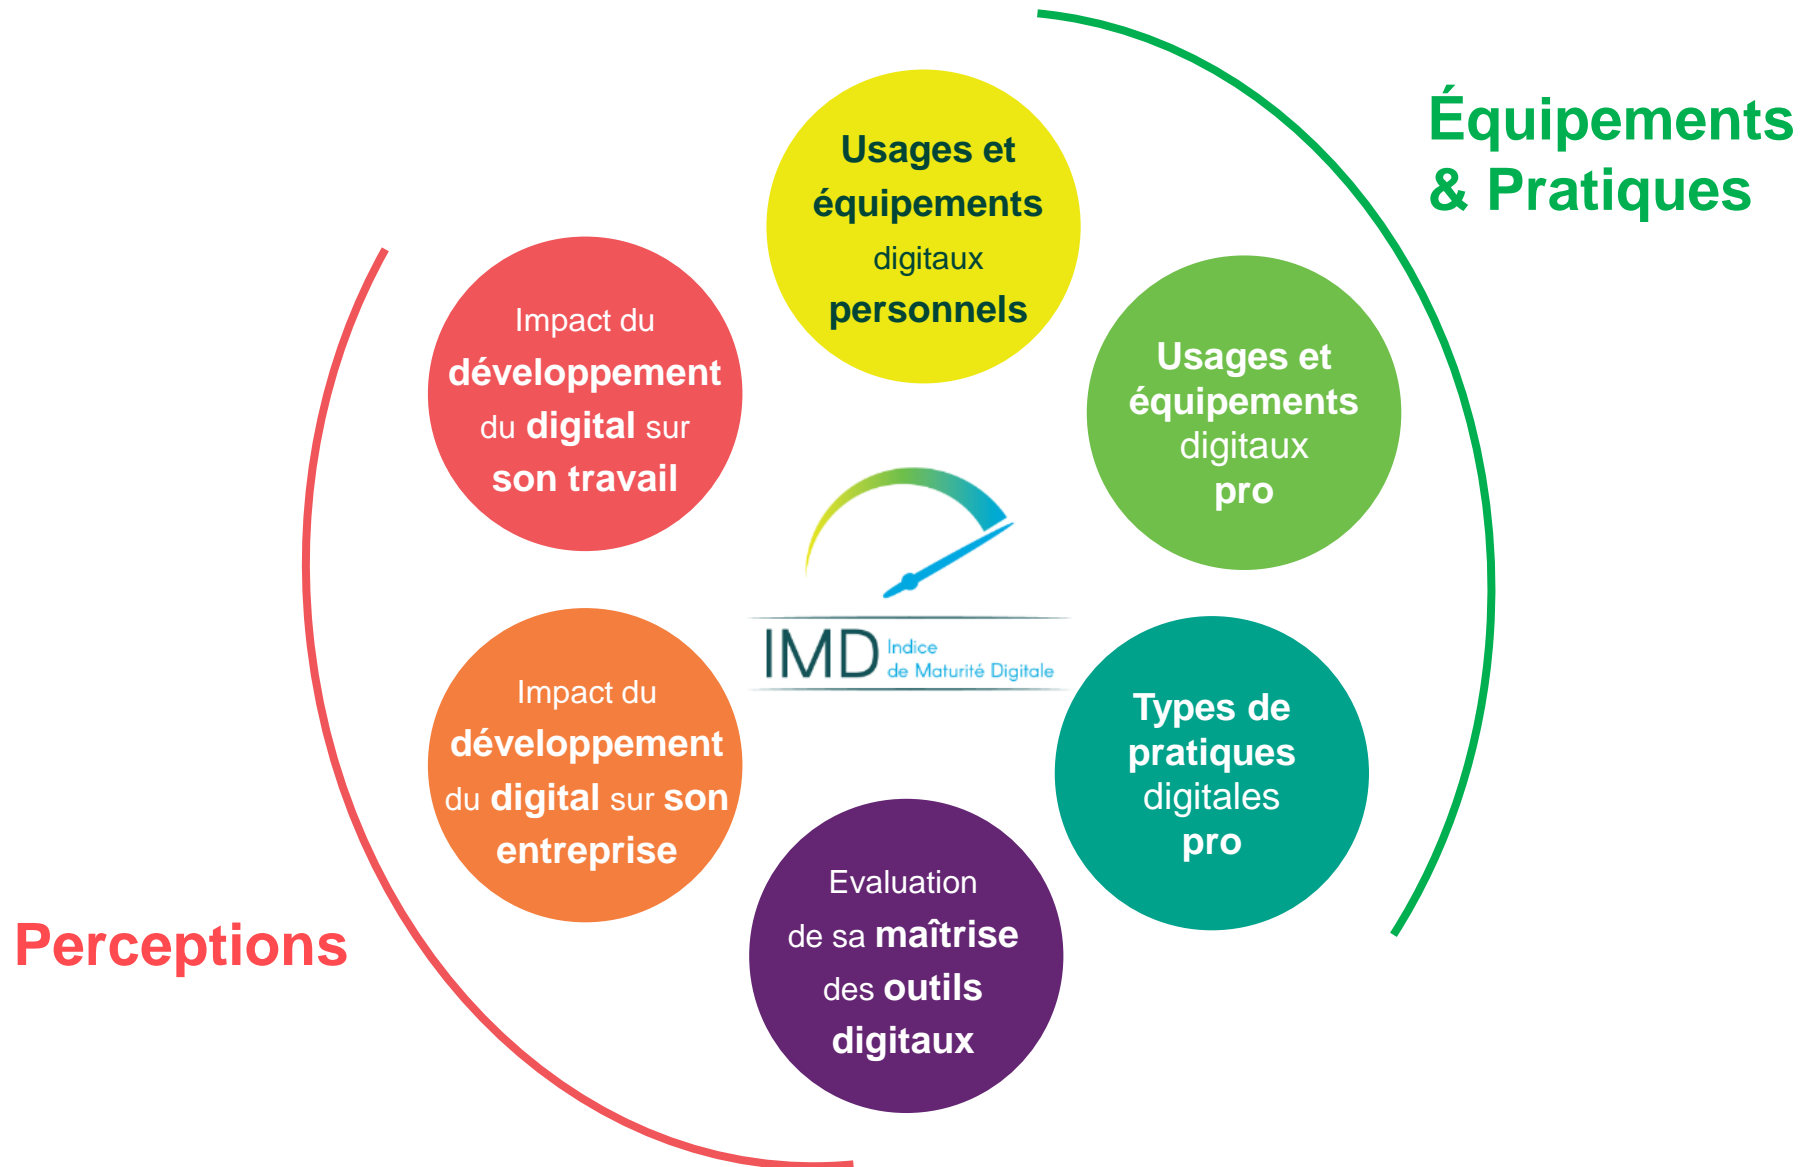 Équipements
& Pratiques
Usages et
équipements
digitaux
personnels
Usages et
équipements
digitaux
pro
Types de
pratiques
digitales
pro
Evaluation
de sa maîtrise
des outils
digitaux
Impact du
développement
du digital sur son
entreprise
Impact du
développement
du digital sur
son travail
Perceptions
IMD Indice
de Maturité Digitale